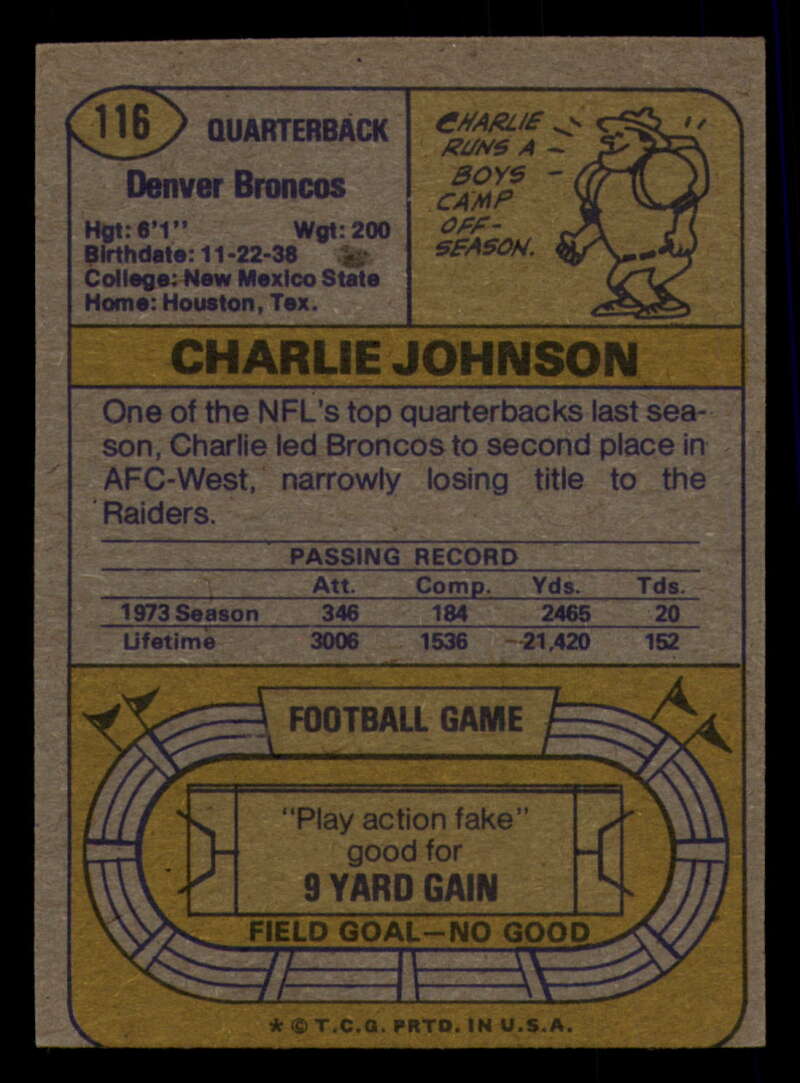 116
QUARTERBACK
Denver Broncos
Hgt: 6'1" Wgt: 200
Birthdate: 11-22-38
College: New Mexico State
Home: Houston, Tex.
CHARLIE
RUNS A
BOYS
CAMP
OFF-
SEASON.
CHARLIE JOHNSON
One of the NFL's top quarterbacks last sea-
son, Charlie led Broncos to second place in
AFC-West, narrowly losing title to the
Raiders.
PASSING RECORD
Att. Comp. Yds. Tds.
1973 Season 346 184 2465 20
Lifetime 3006 1536 21,420 152
FOOTBALL GAME
"Play action fake"
good for
9 YARD GAIN
FIELD GOAL—NO GOOD
* © T.C.G. PRTD. IN U.S.A.